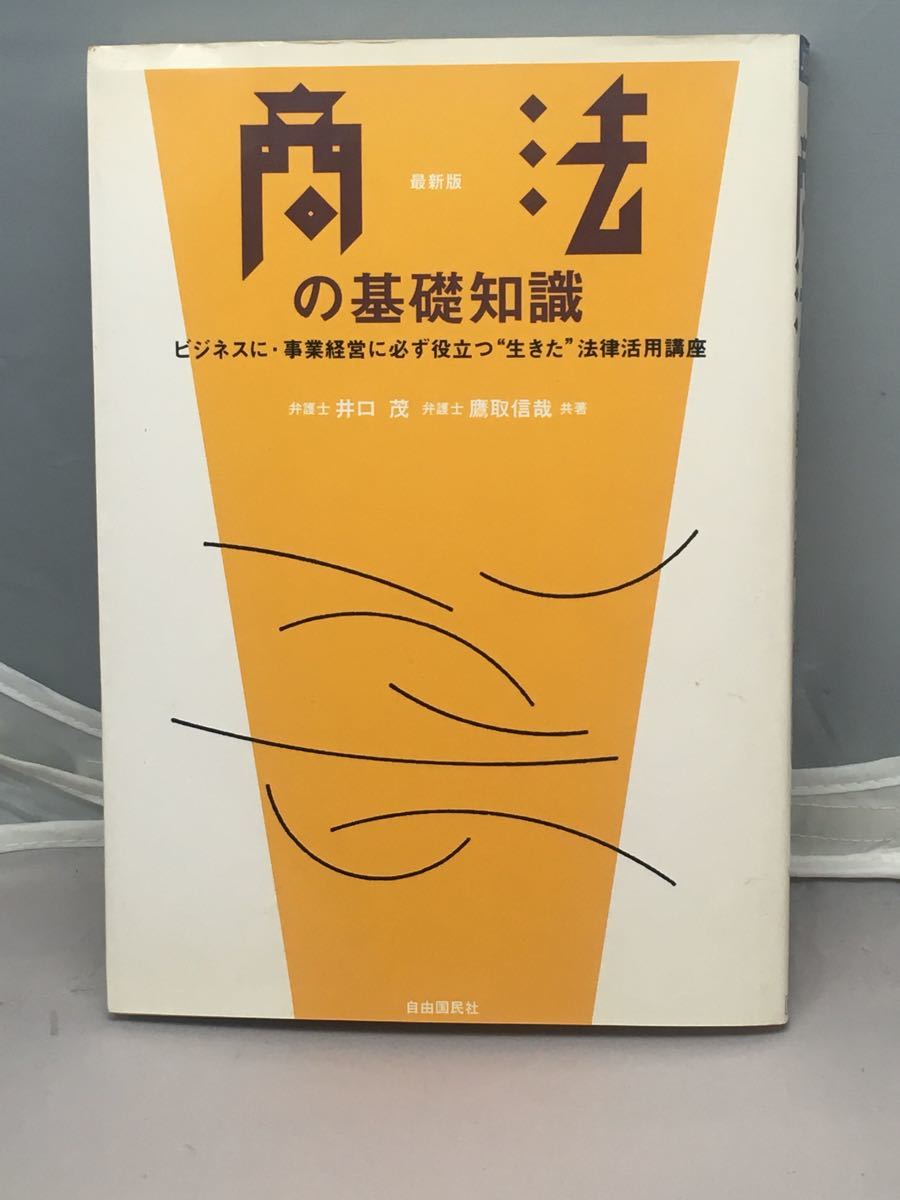 商法
最新版
の基礎知識
ビジネスに・事業経営に必ず役立つ“生きた”法律活用講座
弁護士 井口 茂 弁護士 鷹取信哉 共著
自由国民社